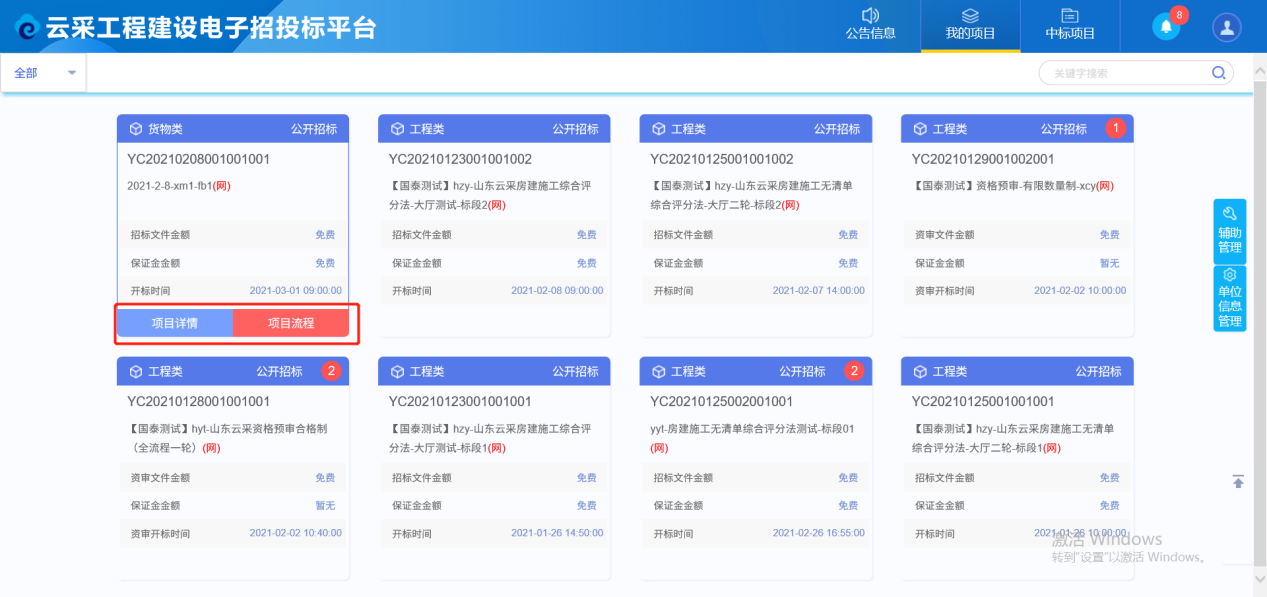 云采工程建设电子招投标平台
公告信息
我的项目
中标项目
8
全部
关键字搜索
货物类 公开招标
YC20210208001001001
2021-2-8-xm1-fb1(网)
招标文件金额 免费
保证金金额 免费
开标时间 2021-03-01 09:00:00
项目详情 项目流程
工程类 公开招标
YC20210123001001002
【国泰测试】hzy-山东云采房建施工综合评
分法-大厅测试-标段2(网)
招标文件金额 免费
保证金金额 免费
开标时间 2021-02-08 09:00:00
工程类 公开招标
YC20210125001001002
【国泰测试】hzy-山东云采房建施工无清单
综合评分法-大厅二轮-标段2(网)
招标文件金额 免费
保证金金额 免费
开标时间 2021-02-07 14:00:00
工程类 公开招标 1
YC20210129001002001
【国泰测试】资格预审-有限数量制-xcy(网)
资审文件金额 免费
保证金金额 暂无
资审开标时间 2021-02-02 10:00:00
辅助
管理
单位
信息
管理
工程类 公开招标 2
YC20210128001001001
【国泰测试】hyt-山东云采资格预审合格制
（全流程一轮）(网)
资审文件金额 免费
保证金金额 暂无
资审开标时间 2021-02-02 10:40:00
工程类 公开招标
YC20210123001001001
【国泰测试】hzy-山东云采房建施工综合评
分法-大厅测试-标段1(网)
招标文件金额 免费
保证金金额 免费
开标时间 2021-01-26 14:50:00
工程类 公开招标 2
YC20210125002001001
yyt-房建施工无清单综合评分法测试-标段01
(网)
招标文件金额 免费
保证金金额 免费
开标时间 2021-02-26 16:55:00
工程类 公开招标
YC20210125001001001
【国泰测试】hzy-山东云采房建施工无清单
综合评分法-大厅二轮-标段1(网)
招标文件金额 免费
保证金金额 免费
开标时间 2021-01-26 10:00:00
激活 Windows
转到"设置"以激活 Windows。